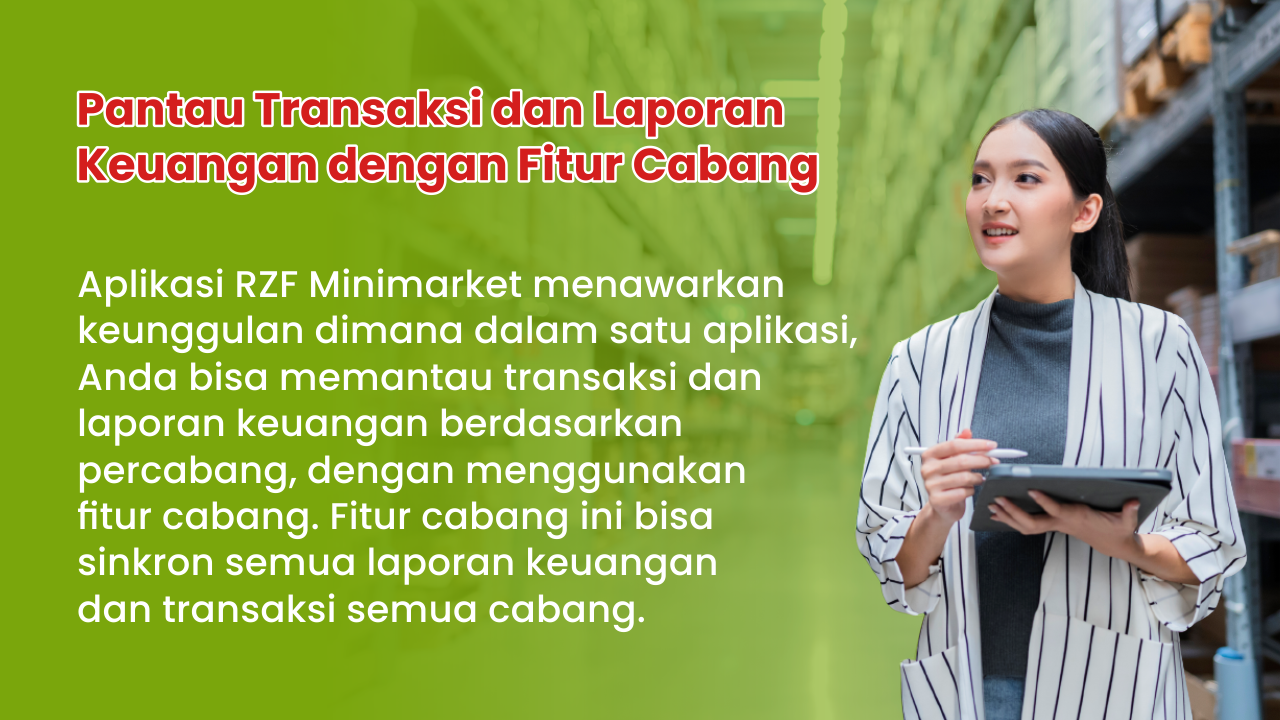 Pantau Transaksi dan Laporan
Keuangan dengan Fitur Cabang
Aplikasi RZF Minimarket menawarkan
keunggulan dimana dalam satu aplikasi,
Anda bisa memantau transaksi dan
laporan keuangan berdasarkan
percabang, dengan menggunakan
fitur cabang. Fitur cabang ini bisa
sinkron semua laporan keuangan
dan transaksi semua cabang.